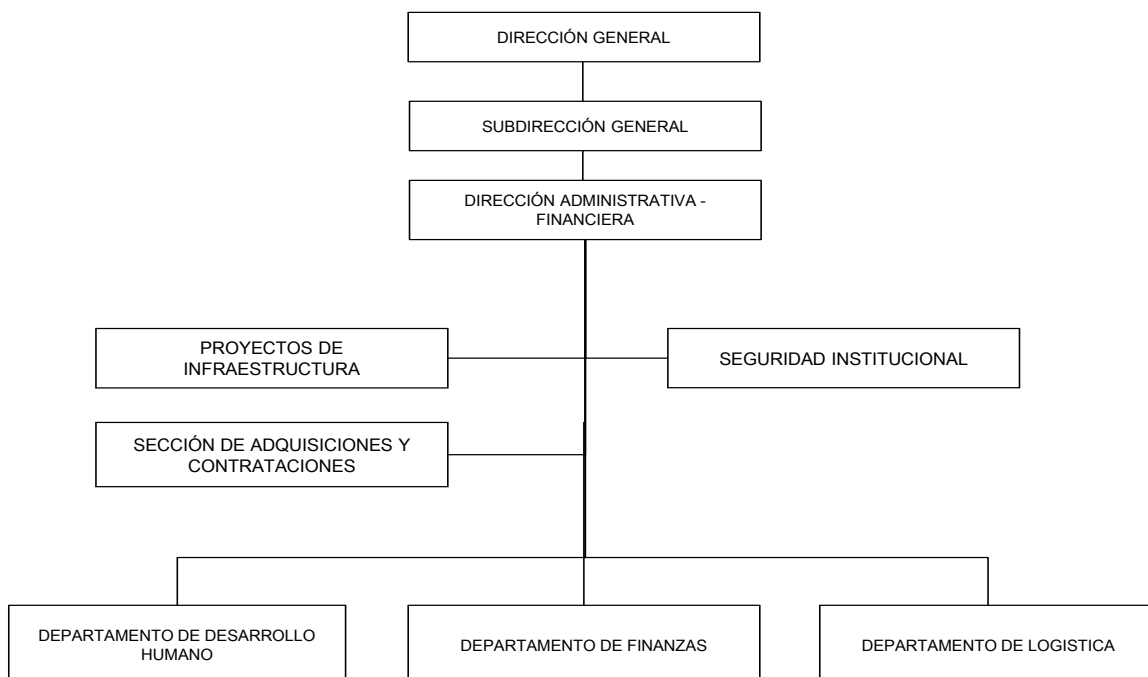 DIRECCIÓN GENERAL
SUBDIRECCIÓN GENERAL
DIRECCIÓN ADMINISTRATIVA -
FINANCIERA
PROYECTOS DE
INFRAESTRUCTURA
SEGURIDAD INSTITUCIONAL
SECCIÓN DE ADQUISICIONES Y
CONTRATACIONES
DEPARTAMENTO DE DESARROLLO
HUMANO
DEPARTAMENTO DE FINANZAS
DEPARTAMENTO DE LOGISTICA